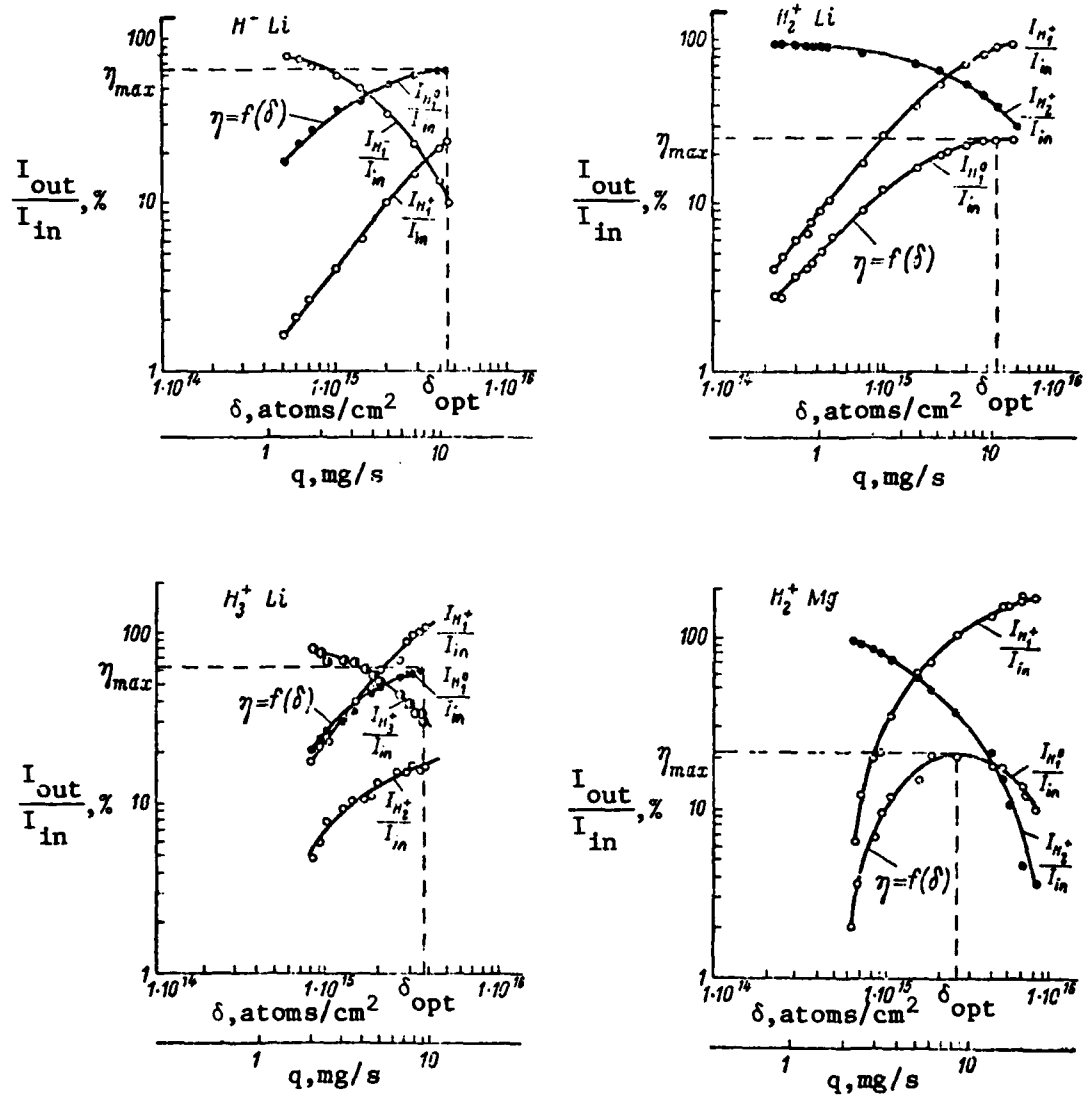 H⁻ Li
100
η_max
η=f(δ)
I_H₁⁰/I_in
I_H₁⁻/I_in
I_H₁⁺/I_in
I_out/I_in, %
10
1
1·10¹⁴
1·10¹⁵
δ_opt
1·10¹⁶
δ, atoms/cm²
1
10
q, mg/s
H₂⁺ Li
100
I_H₁⁺/I_in
I_H₂⁺/I_in
η_max
I_H₁⁰/I_in
I_out/I_in, %
10
η=f(δ)
1
1·10¹⁴
1·10¹⁵
δ_opt
1·10¹⁶
δ, atoms/cm²
1
10
q, mg/s
H₃⁺ Li
100
I_H₁⁺/I_in
η_max
I_H₁⁰/I_in
η=f(δ)
I_H₃⁺/I_in
I_out/I_in, %
10
I_H₂⁺/I_in
1
1·10¹⁴
1·10¹⁵
δ_opt
1·10¹⁶
δ, atoms/cm²
1
10
q, mg/s
H₂⁺ Mg
100
I_H₁⁺/I_in
η_max
I_H₁⁰/I_in
I_out/I_in, %
10
I_H₂⁺/I_in
η=f(δ)
1
1·10¹⁴
1·10¹⁵
δ_opt
1·10¹⁶
δ, atoms/cm²
1
10
q, mg/s